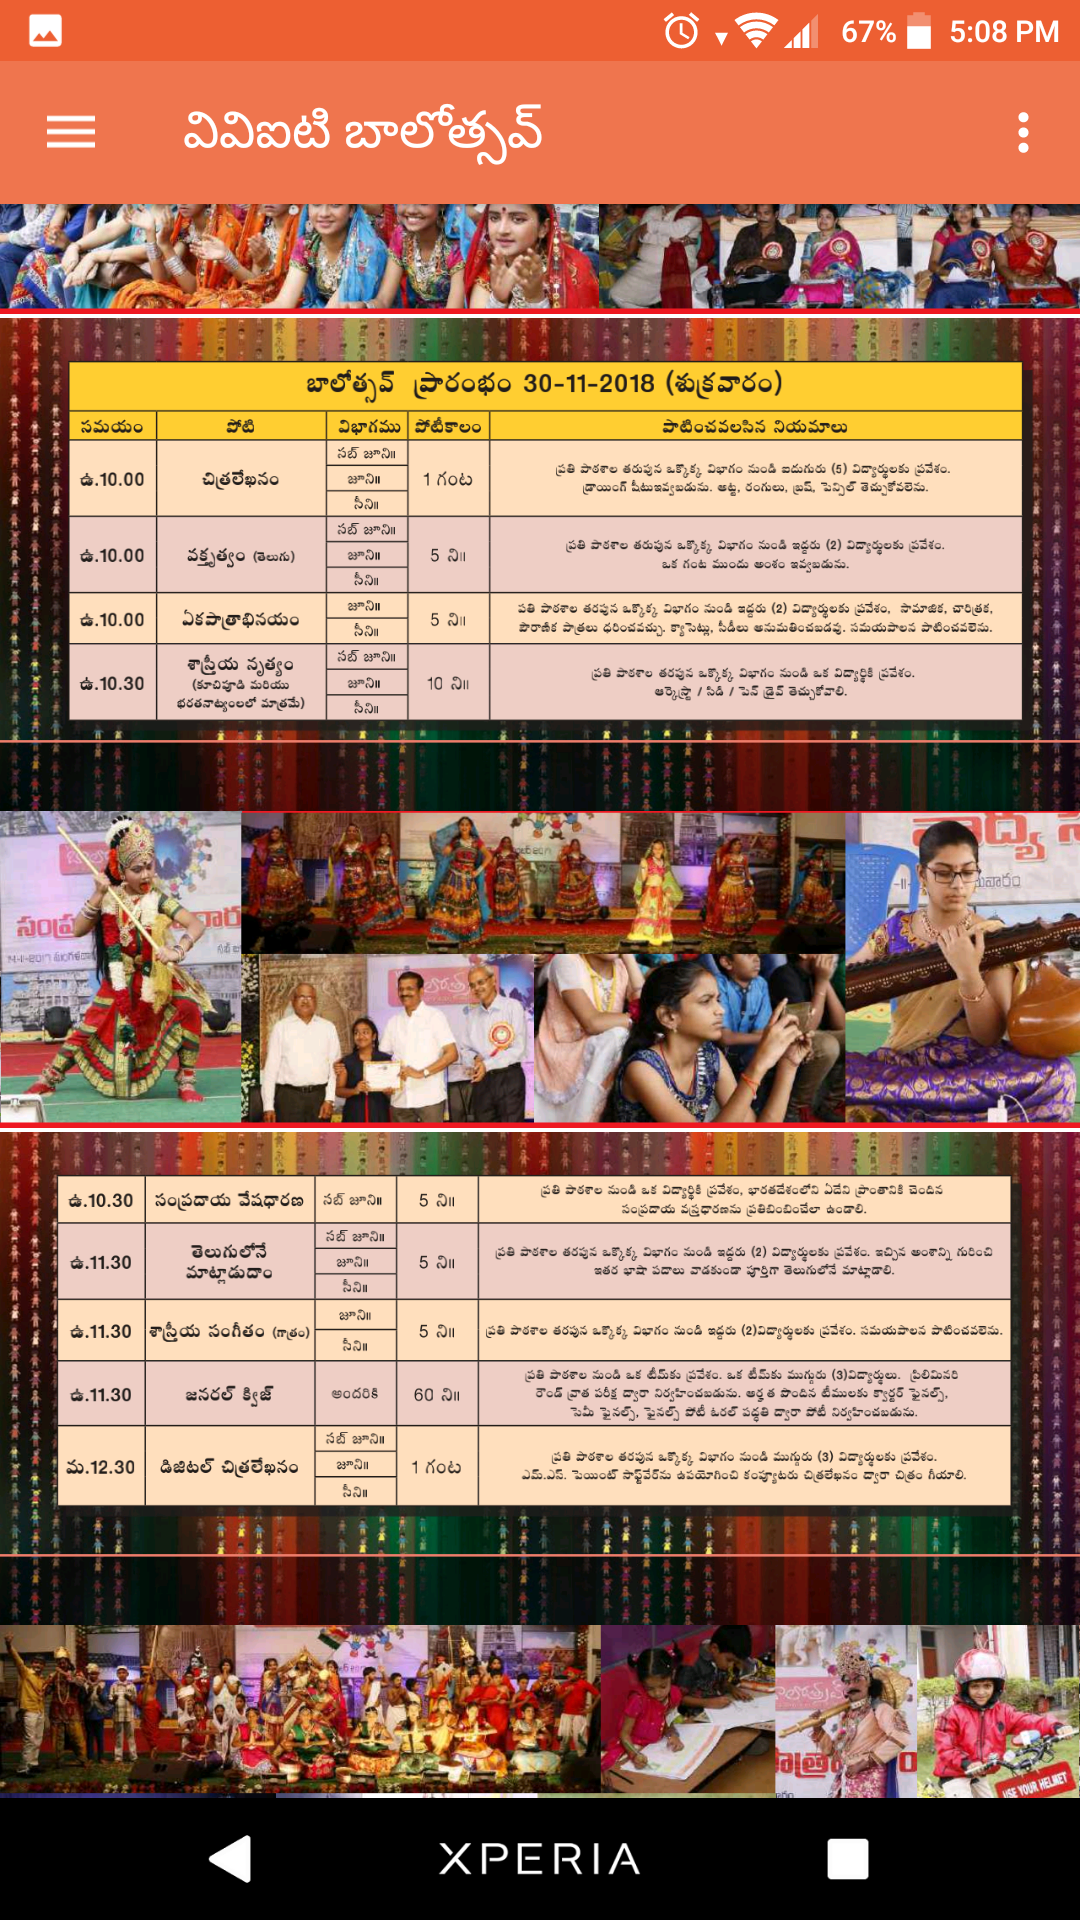 67% 5:08 PM
వివిఐటి బాలోత్సవ్
బాలోత్సవ్ ప్రారంభం 30-11-2018 (శుక్రవారం)
సమయం పోటి విభాగము పోటీకాలం పాటించవలసిన నియమాలు
ఉ.10.00 చిత్రలేఖనం సబ్ జూని॥ జూని॥ సీని॥ 1 గంట
ప్రతి పాఠశాల తరుపున ఒక్కొక్క విభాగం నుండి ఐదుగురు (5) విద్యార్థులకు ప్రవేశం.
డ్రాయింగ్ షీటుఇవ్వబడును. అట్ట, రంగులు, బ్రష్, పెన్సిల్ తెచ్చుకోవలెను.
ఉ.10.00 వక్తృత్వం (తెలుగు) సబ్ జూని॥ జూని॥ సీని॥ 5 ని॥
ప్రతి పాఠశాల తరుపున ఒక్కొక్క విభాగం నుండి ఇద్దరు (2) విద్యార్థులకు ప్రవేశం.
ఒక గంట ముందు అంశం ఇవ్వబడును.
ఉ.10.00 ఏకపాత్రాభినయం జూని॥ సీని॥ 5 ని॥
పతి పాఠశాల తరపున ఒక్కొక్క విభాగం నుండి ఇద్దరు (2) విద్యార్థులకు ప్రవేశం, సామాజిక, చారిత్రక,
పౌరాణిక పాత్రలు ధరించవచ్చు. క్యాసెట్లు, సీడీలు అనుమతించబడవు. సమయపాలన పాటించవలెను.
ఉ.10.30 శాస్త్రీయ నృత్యం
(కూచిపూడి మరియు
భరతనాట్యంలలో మాత్రమే)
సబ్ జూని॥ జూని॥ సీని॥ 10 ని॥
ప్రతి పాఠశాల తరపున ఒక్కొక్క విభాగం నుండి ఒక విద్యార్థికి ప్రవేశం.
ఆర్కెస్ట్రా / సిడి / పెన్ డ్రైవ్ తెచ్చుకోవాలి.
ఉ.10.30 సంప్రదాయ వేషధారణ సబ్ జూని॥ 5 ని॥
ప్రతి పాఠశాల నుండి ఒక విద్యార్థికి ప్రవేశం, భారతదేశంలోని ఏదేని ప్రాంతానికి చెందిన
సంప్రదాయ వస్త్రధారణను ప్రతిబింబించేలా ఉండాలి.
ఉ.11.30 తెలుగులోనే
మాట్లాడుదాం
సబ్ జూని॥ జూని॥ సీని॥ 5 ని॥
ప్రతి పాఠశాల తరపున ఒక్కొక్క విభాగం నుండి ఇద్దరు (2) విద్యార్థులకు ప్రవేశం. ఇచ్చిన అంశాన్ని గురించి
ఇతర భాషా పదాలు వాడకుండా పూర్తిగా తెలుగులోనే మాట్లాడాలి.
ఉ.11.30 శాస్త్రీయ సంగీతం (గాత్రం) జూని॥ సీని॥ 5 ని॥
ప్రతి పాఠశాల తరపున ఒక్కొక్క విభాగం నుండి ఇద్దరు (2)విద్యార్థులకు ప్రవేశం. సమయపాలన పాటించవలెను.
ఉ.11.30 జనరల్ క్విజ్ అందరికి 60 ని॥
ప్రతి పాఠశాల నుండి ఒక టీమ్‌కు ప్రవేశం. ఒక టీమ్‌కు ముగ్గురు (3)విద్యార్థులు. ప్రిలిమినరి
రౌండ్ వ్రాత పరీక్ష ద్వారా నిర్వహించబడును. అర్హత పొందిన టీములకు క్వార్టర్ ఫైనల్స్,
సెమీ ఫైనల్స్, ఫైనల్స్ పోటీ ఓరల్ పద్ధతి ద్వారా పోటీ నిర్వహించబడును.
మ.12.30 డిజిటల్ చిత్రలేఖనం సబ్ జూని॥ జూని॥ సీని॥ 1 గంట
ప్రతి పాఠశాల తరపున ఒక్కొక్క విభాగం నుండి ముగ్గురు (3) విద్యార్థులకు ప్రవేశం.
ఎమ్.ఎస్. పెయింట్ సాఫ్ట్‌వేర్‌ను ఉపయోగించి కంప్యూటరు చిత్రలేఖనం ద్వారా చిత్రం గీయాలి.
USE YOUR HELMET
XPERIA